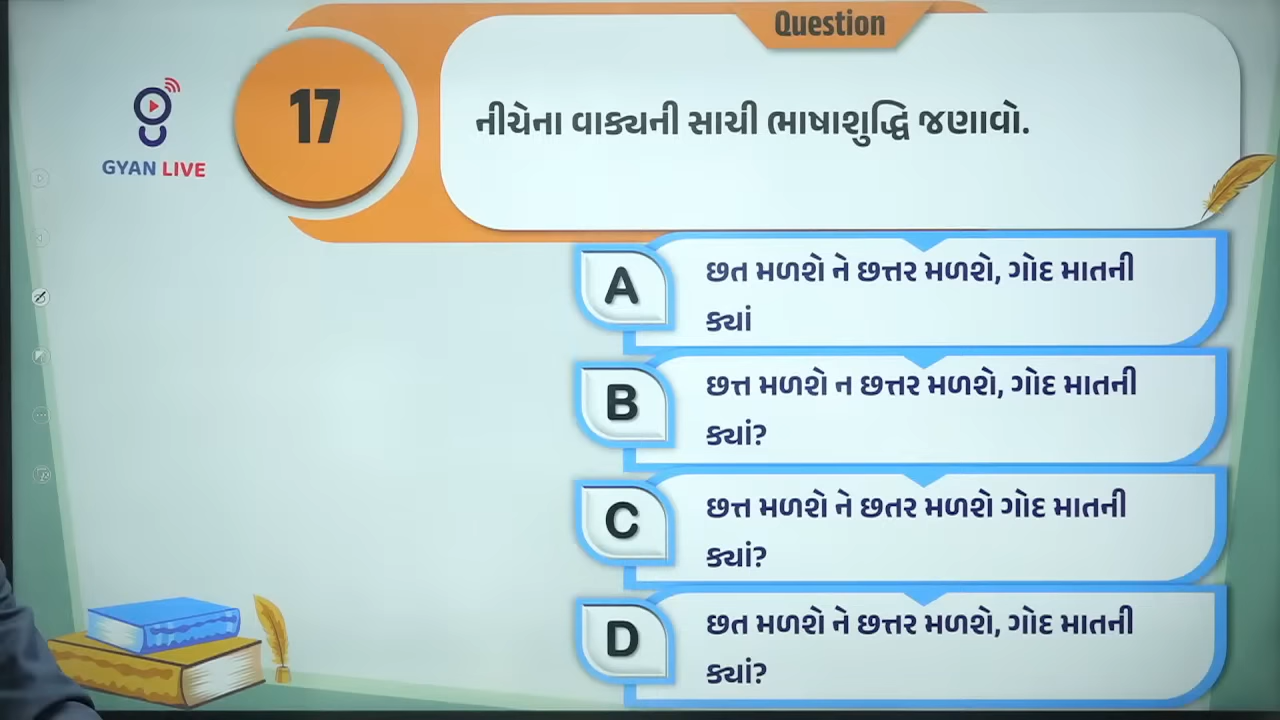 Question
GYAN LIVE
17
નીચેના વાક્યની સાચી ભાષાશુદ્ધિ જણાવો.
A
છત મળશે ને છત્તર મળશે, ગોદ માતની
ક્યાં
B
છત્ત મળશે ન છત્તર મળશે, ગોદ માતની
ક્યાં?
C
છત્ત મળશે ને છતર મળશે ગોદ માતની
ક્યાં?
D
છત મળશે ને છત્તર મળશે, ગોદ માતની
ક્યાં?